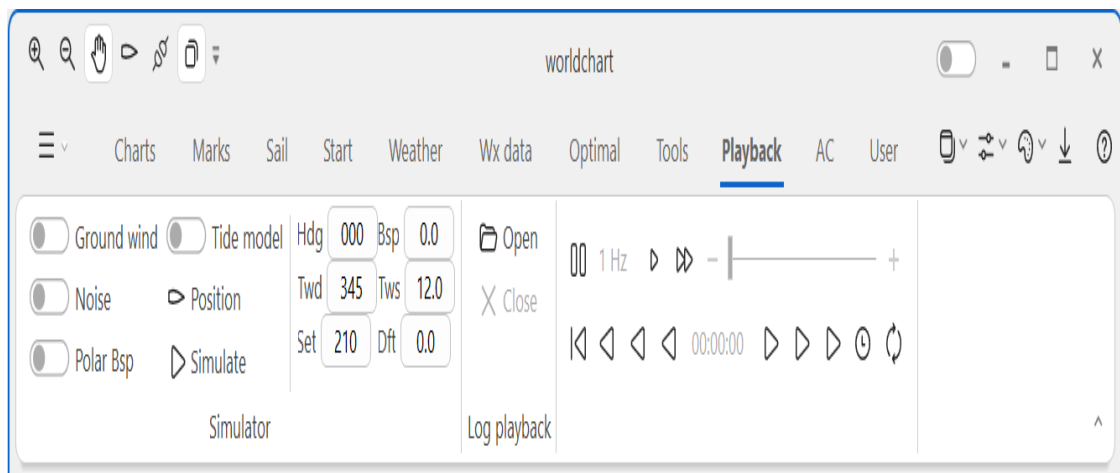 worldchart
Charts Marks Sail Start Weather Wx data Optimal Tools Playback AC User
Ground wind Tide model Hdg 000 Bsp 0.0 Open
1 Hz
Noise Position Twd 345 Tws 12.0 Close
Polar Bsp Simulate Set 210 Dft 0.0
00:00:00
Simulator Log playback